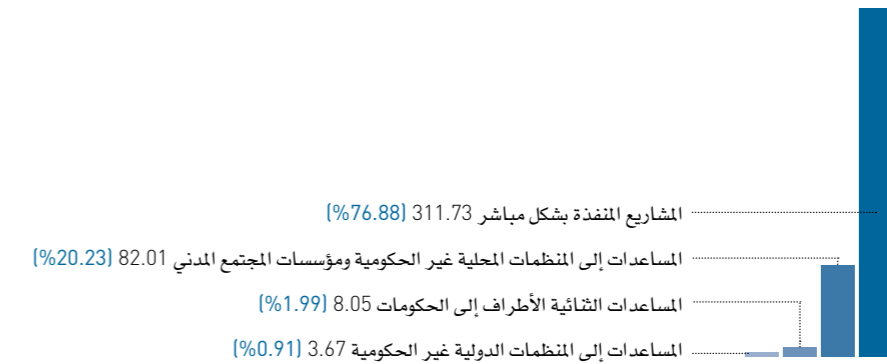 المشاريع المنفذة بشكل مباشر 311.73 (76.88%)
المساعدات إلى المنظمات المحلية غير الحكومية ومؤسسات المجتمع المدني 82.01 (20.23%)
المساعدات الثنائية الأطراف إلى الحكومات 8.05 (1.99%)
المساعدات إلى المنظمات الدولية غير الحكومية 3.67 (0.91%)